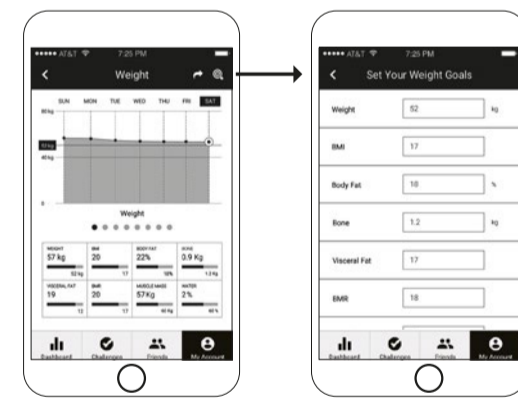 AT&T 7:25 PM
Weight
SUN MON TUE WED THU FRI SAT
80 kg
40 kg
0
Weight
WEIGHT BMI BODY FAT BONE
57 kg 20 22% 0.9 Kg
52 kg 17 18% 1.2 Kg
VISCERAL FAT BMR MUSCLE MASS WATER
19 20 57Kg 2%
12 17 60 %
Dashboard Challenges Friends My Account
AT&T 7:25 PM
Set Your Weight Goals
Weight 52 kg
BMI 17
Body Fat 18 %
Bone 1.2 kg
Visceral Fat 17
BMR 18
Dashboard Challenges Friends My Account